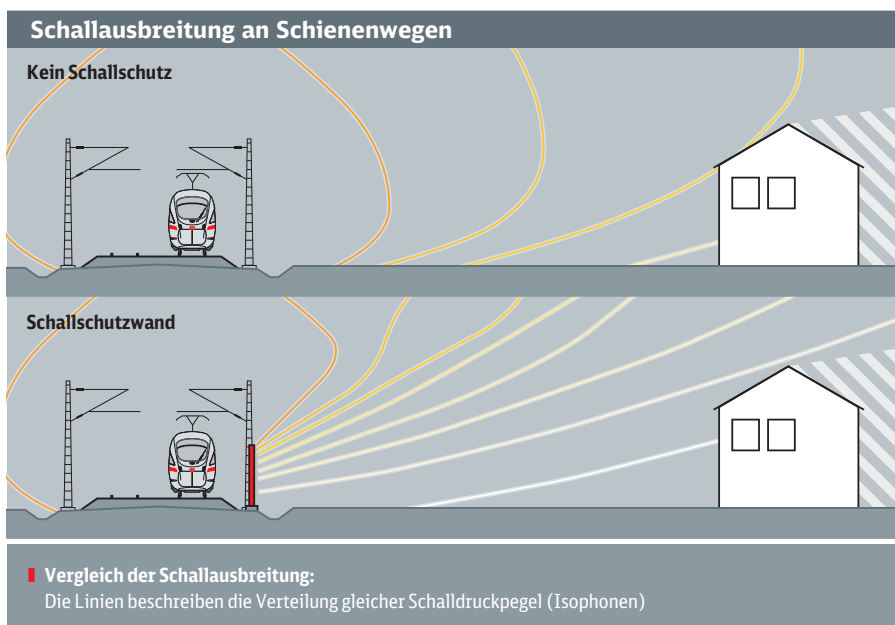 Schallausbreitung an Schienenwegen
Kein Schallschutz
Schallschutzwand
Vergleich der Schallausbreitung:
Die Linien beschreiben die Verteilung gleicher Schalldruckpegel (Isophonen)